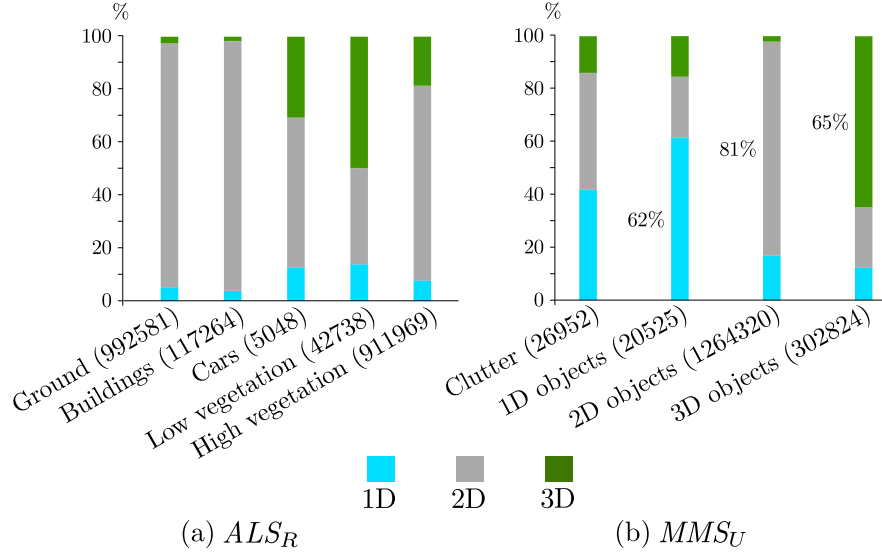 %
100
80
60
40
20
0
Ground (992581)
Buildings (117264)
Cars (5048)
Low vegetation (42738)
High vegetation (911969)
%
100
80
60
40
20
0
62%
81%
65%
Clutter (26952)
1D objects (20525)
2D objects (1264320)
3D objects (302824)
1D 2D 3D
(a) ALS_R
(b) MMS_U